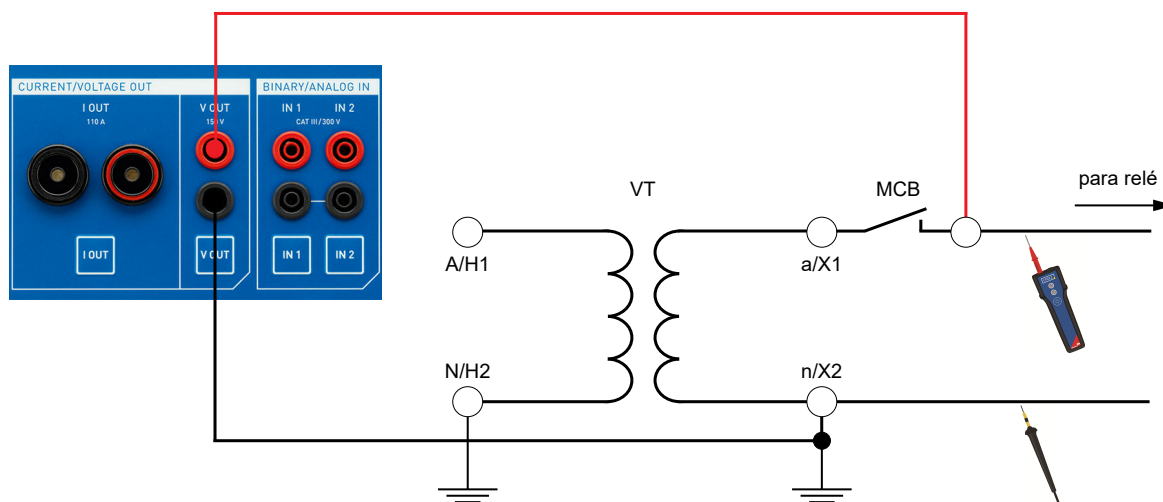 CURRENT/VOLTAGE OUT
BINARY/ANALOG IN
I OUT
110 A
V OUT
150 V
IN 1
IN 2
CAT III/300 V
I OUT
V OUT
IN 1
IN 2
VT
MCB
para relé
A/H1
a/X1
N/H2
n/X2